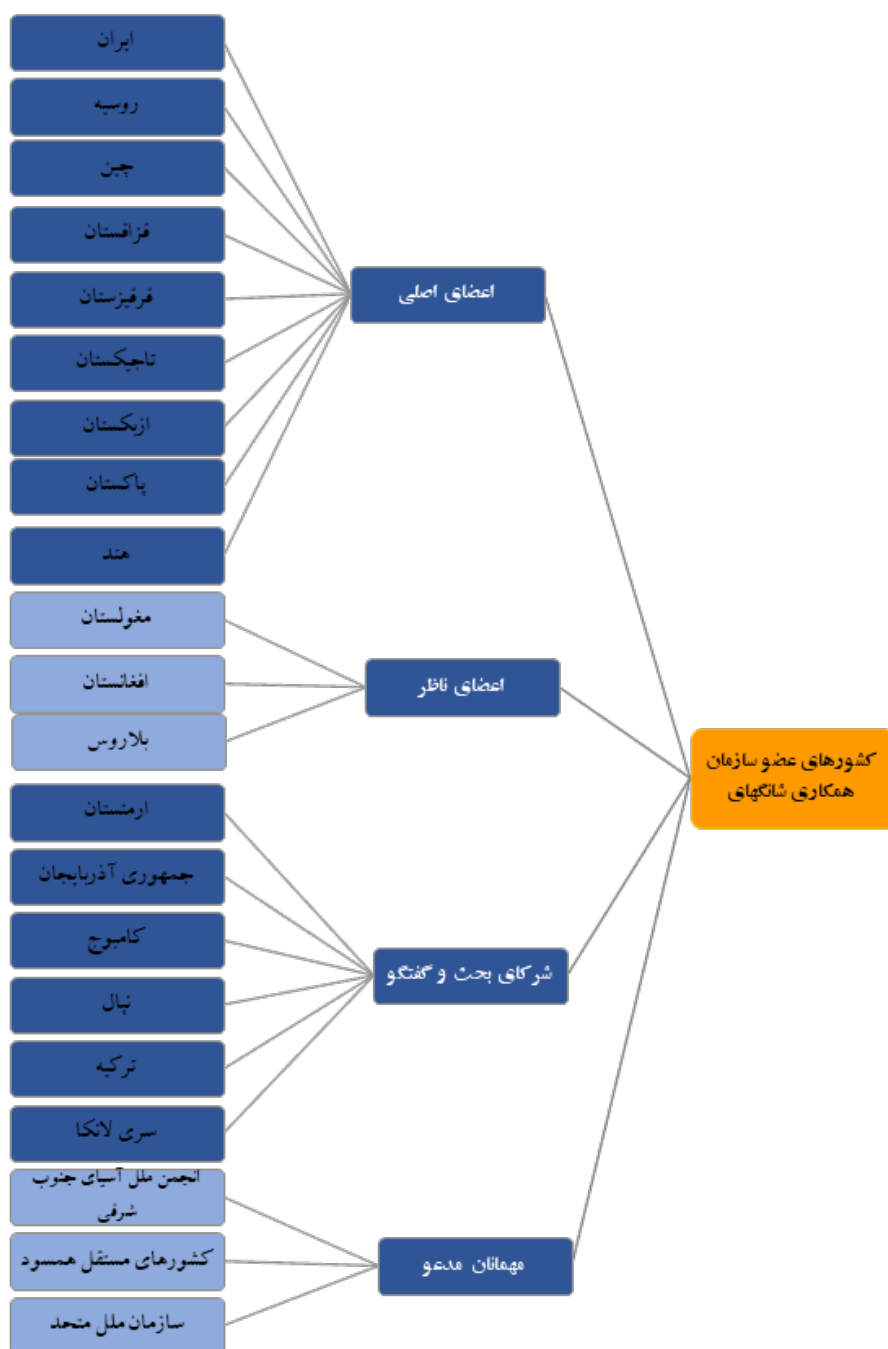 کشورهای عضو سازمان
همکاری شانگهای
اعضای اصلی
ایران
روسیه
چین
قزاقستان
قرقیزستان
تاجیکستان
ازبکستان
پاکستان
هند
اعضای ناظر
مغولستان
افغانستان
بلاروس
شرکای بحث و گفتگو
ارمنستان
جمهوری آذربایجان
کامبوج
نپال
ترکیه
سری لانکا
مهمانان مدعو
انجمن ملل آسیای جنوب
شرقی
کشورهای مستقل همسود
سازمان ملل متحد